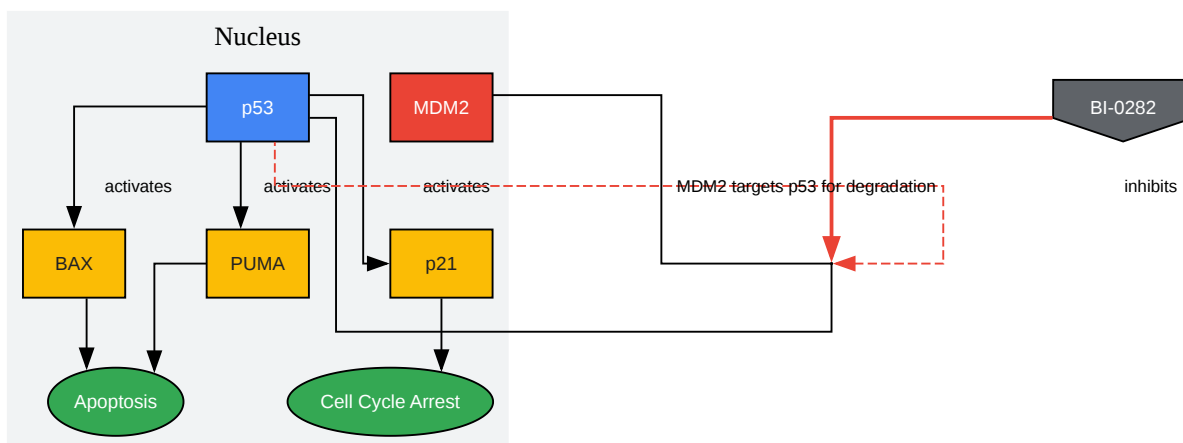 Nucleus
p53
MDM2
BI-0282
activates
activates
activates
MDM2 targets p53 for degradation
inhibits
BAX
PUMA
p21
Apoptosis
Cell Cycle Arrest